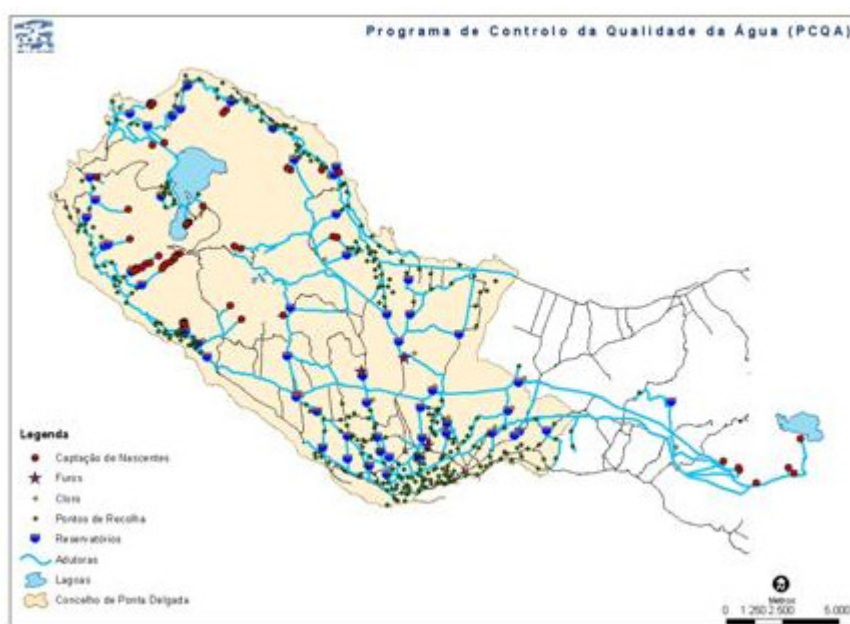 Programa de Controlo da Qualidade da Água (PCQA)
Legenda
Captação de Nascentes
Furos
Cloro
Pontos de Recolha
Reservatórios
Adutoras
Lagoas
Concelho de Ponta Delgada
Metros
0 1 250 2 500 5 000